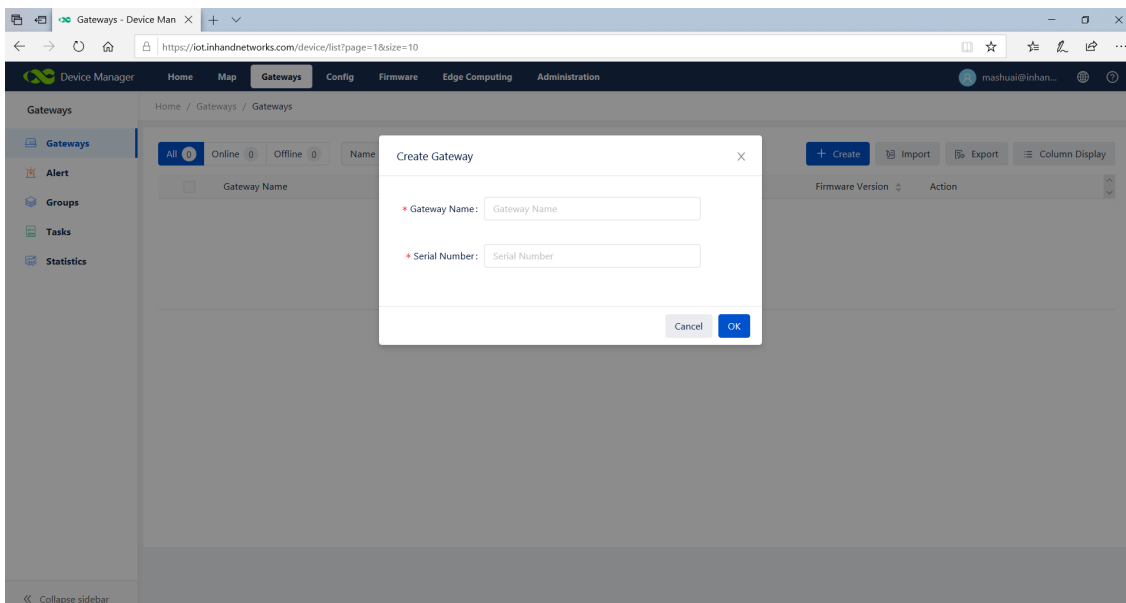 Gateways - Device Man
https://iot.inhandnetworks.com/device/list?page=1&size=10
Device Manager Home Map Gateways Config Firmware Edge Computing Administration mashuai@inhan...
Gateways Home / Gateways / Gateways
Gateways
Alert
Groups
Tasks
Statistics
All 0 Online 0 Offline 0 Name + Create Import Export Column Display
Gateway Name Firmware Version Action
Create Gateway
* Gateway Name: Gateway Name
* Serial Number: Serial Number
Cancel OK
Collapse sidebar